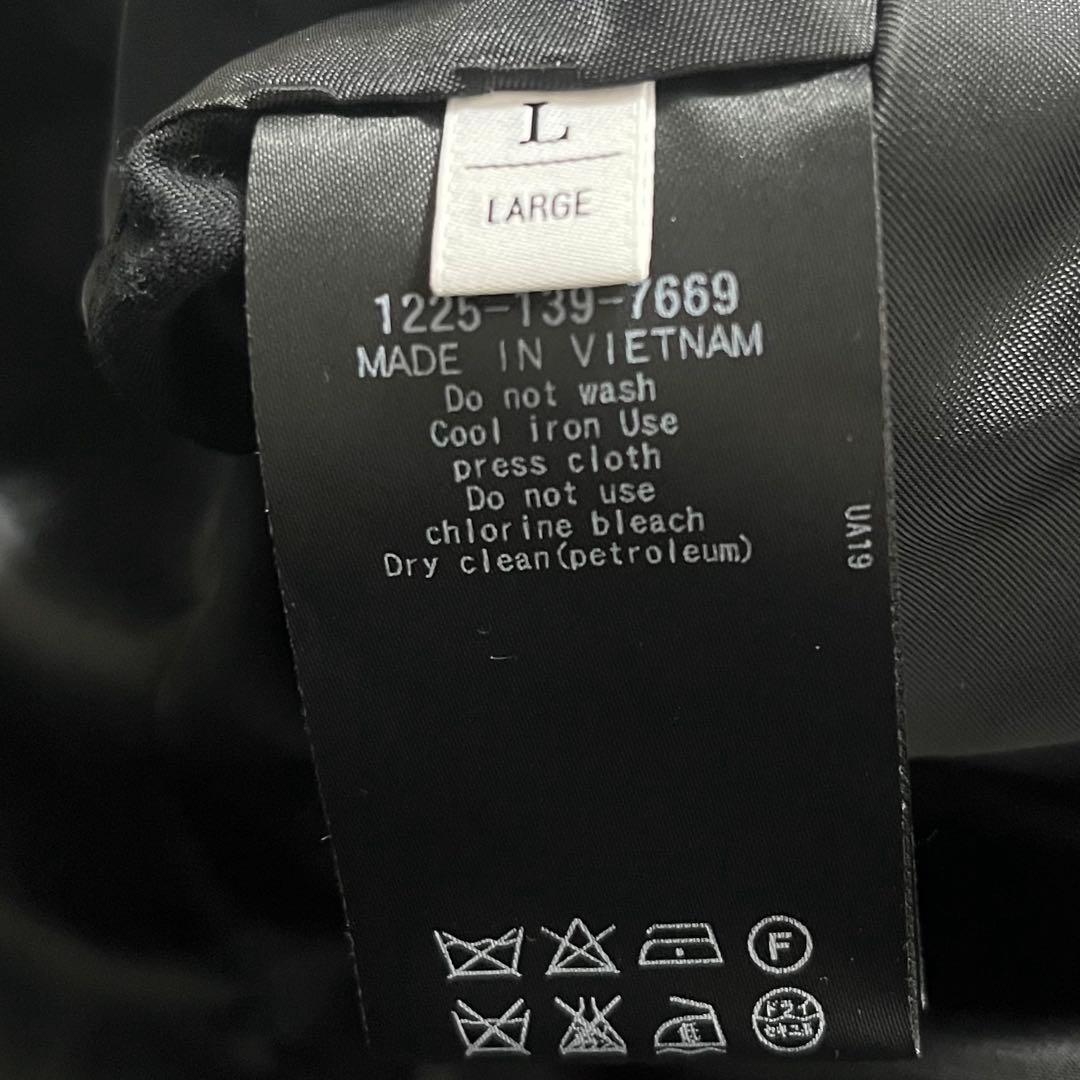 L
LARGE
1225-139-7669
MADE IN VIETNAM
Do not wash
Cool iron Use
press cloth
Do not use
chlorine bleach
Dry clean(petroleum)
UA19
F
低
ドライ
セキユ系